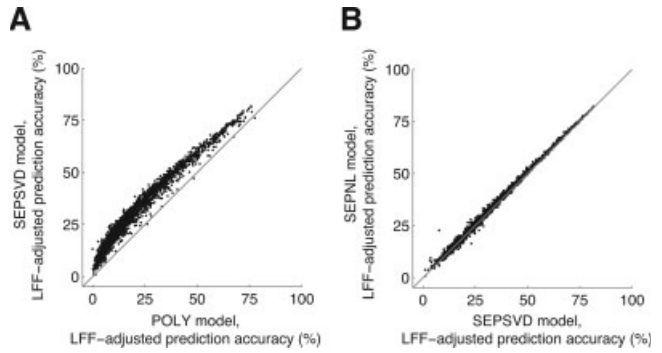 A
SEPSVD model,
LFF-adjusted prediction accuracy (%)
100
75
50
25
0
0 25 50 75 100
POLY model,
LFF-adjusted prediction accuracy (%)
B
SEPNL model,
LFF-adjusted prediction accuracy (%)
100
75
50
25
0
0 25 50 75 100
SEPSVD model,
LFF-adjusted prediction accuracy (%)